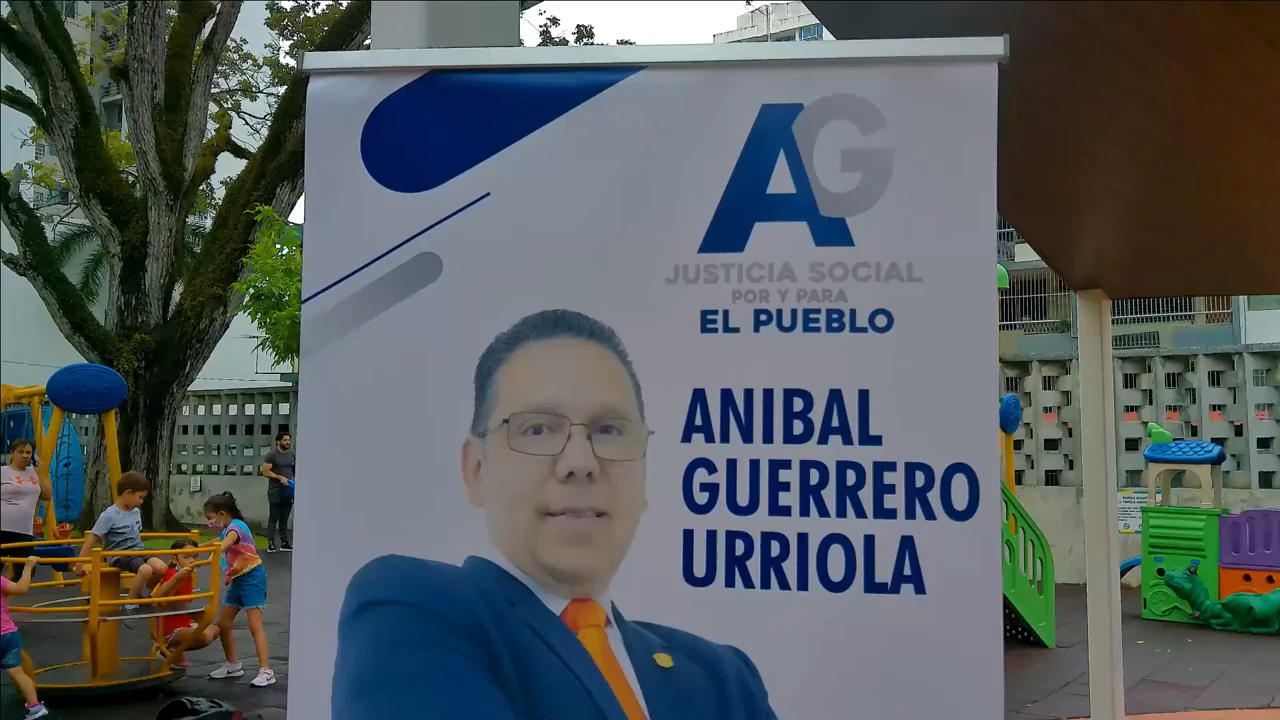 AG
JUSTICIA SOCIAL
POR Y PARA
EL PUEBLO
ANIBAL
GUERRERO
URRIOLA